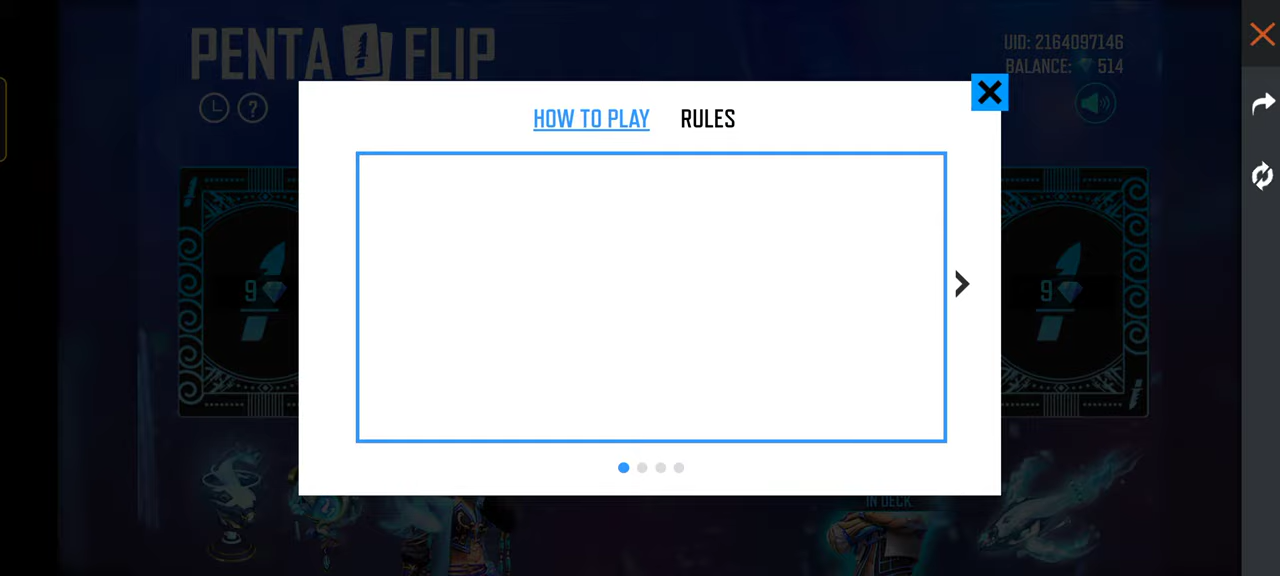 PENTA FLIP
UID: 2164097146
BALANCE: 514
HOW TO PLAY RULES
9
9
IN DECK